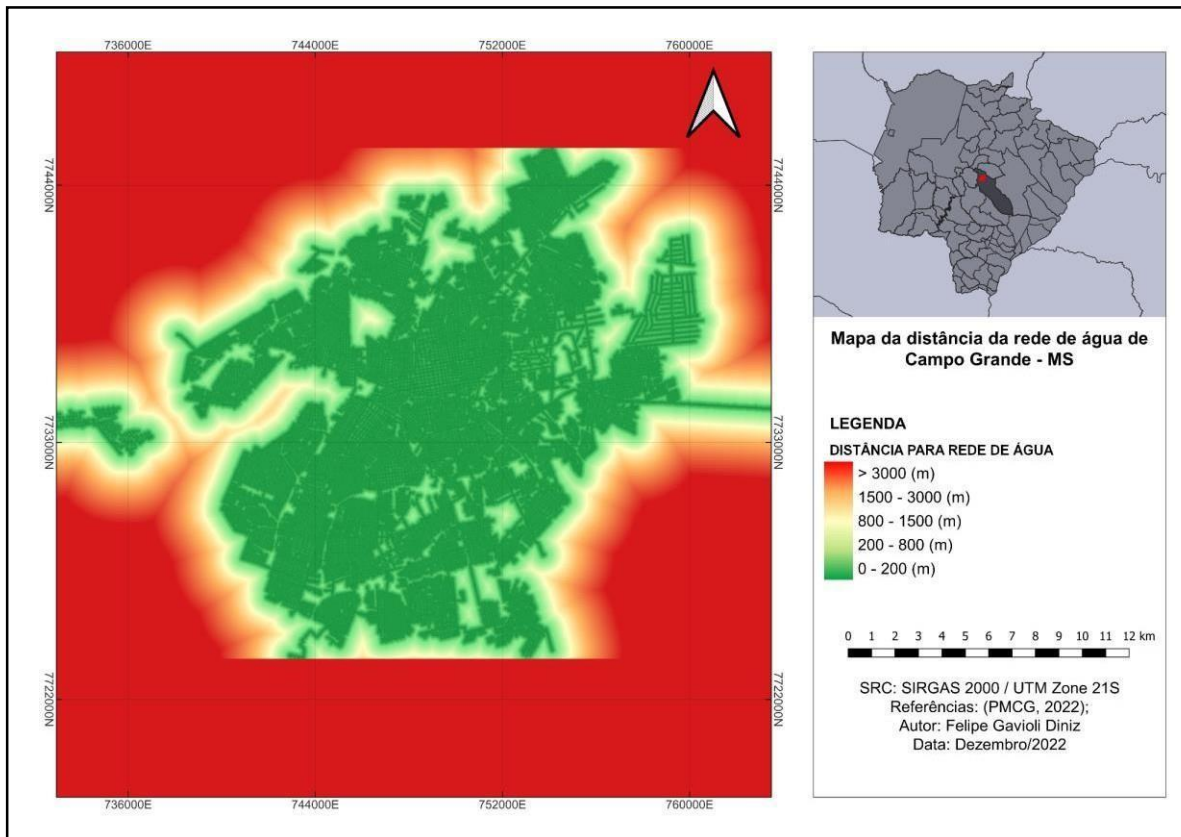 736000E 744000E 752000E 760000E
7744000N 7744000N
7733000N 7733000N
7722000N 7722000N
736000E 744000E 752000E 760000E
Mapa da distância da rede de água de
Campo Grande - MS
LEGENDA
DISTÂNCIA PARA REDE DE ÁGUA
> 3000 (m)
1500 - 3000 (m)
800 - 1500 (m)
200 - 800 (m)
0 - 200 (m)
0 1 2 3 4 5 6 7 8 9 10 11 12 km
SRC: SIRGAS 2000 / UTM Zone 21S
Referências: (PMCG, 2022);
Autor: Felipe Gavioli Diniz
Data: Dezembro/2022